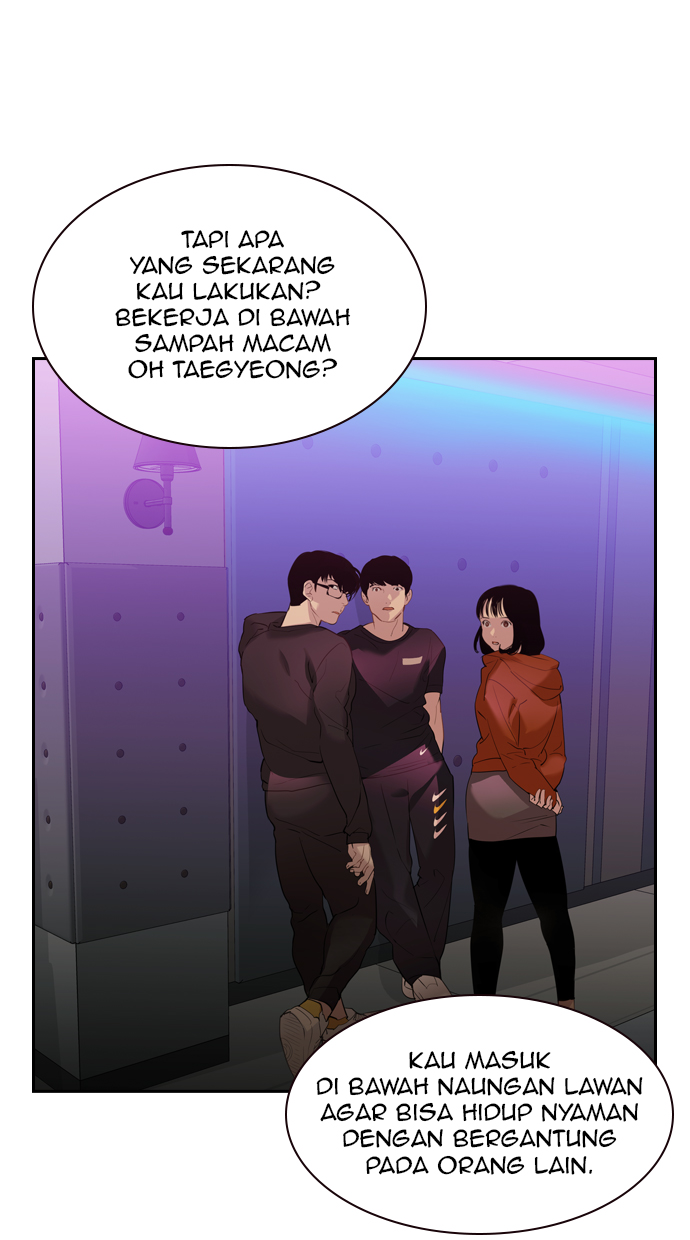 TAPI APA
YANG SEKARANG
KAU LAKUKAN?
BEKERJA DI BAWAH
SAMPAH MACAM
OH TAEGYEONG?
KAU MASUK
DI BAWAH NAUNGAN LAWAN
AGAR BISA HIDUP NYAMAN
DENGAN BERGANTUNG
PADA ORANG LAIN.